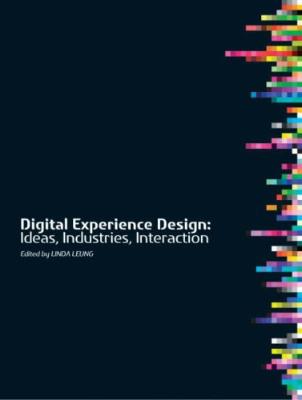 Digital Experience Design:
Ideas, Industries, Interaction
Edited by LINDA LEUNG